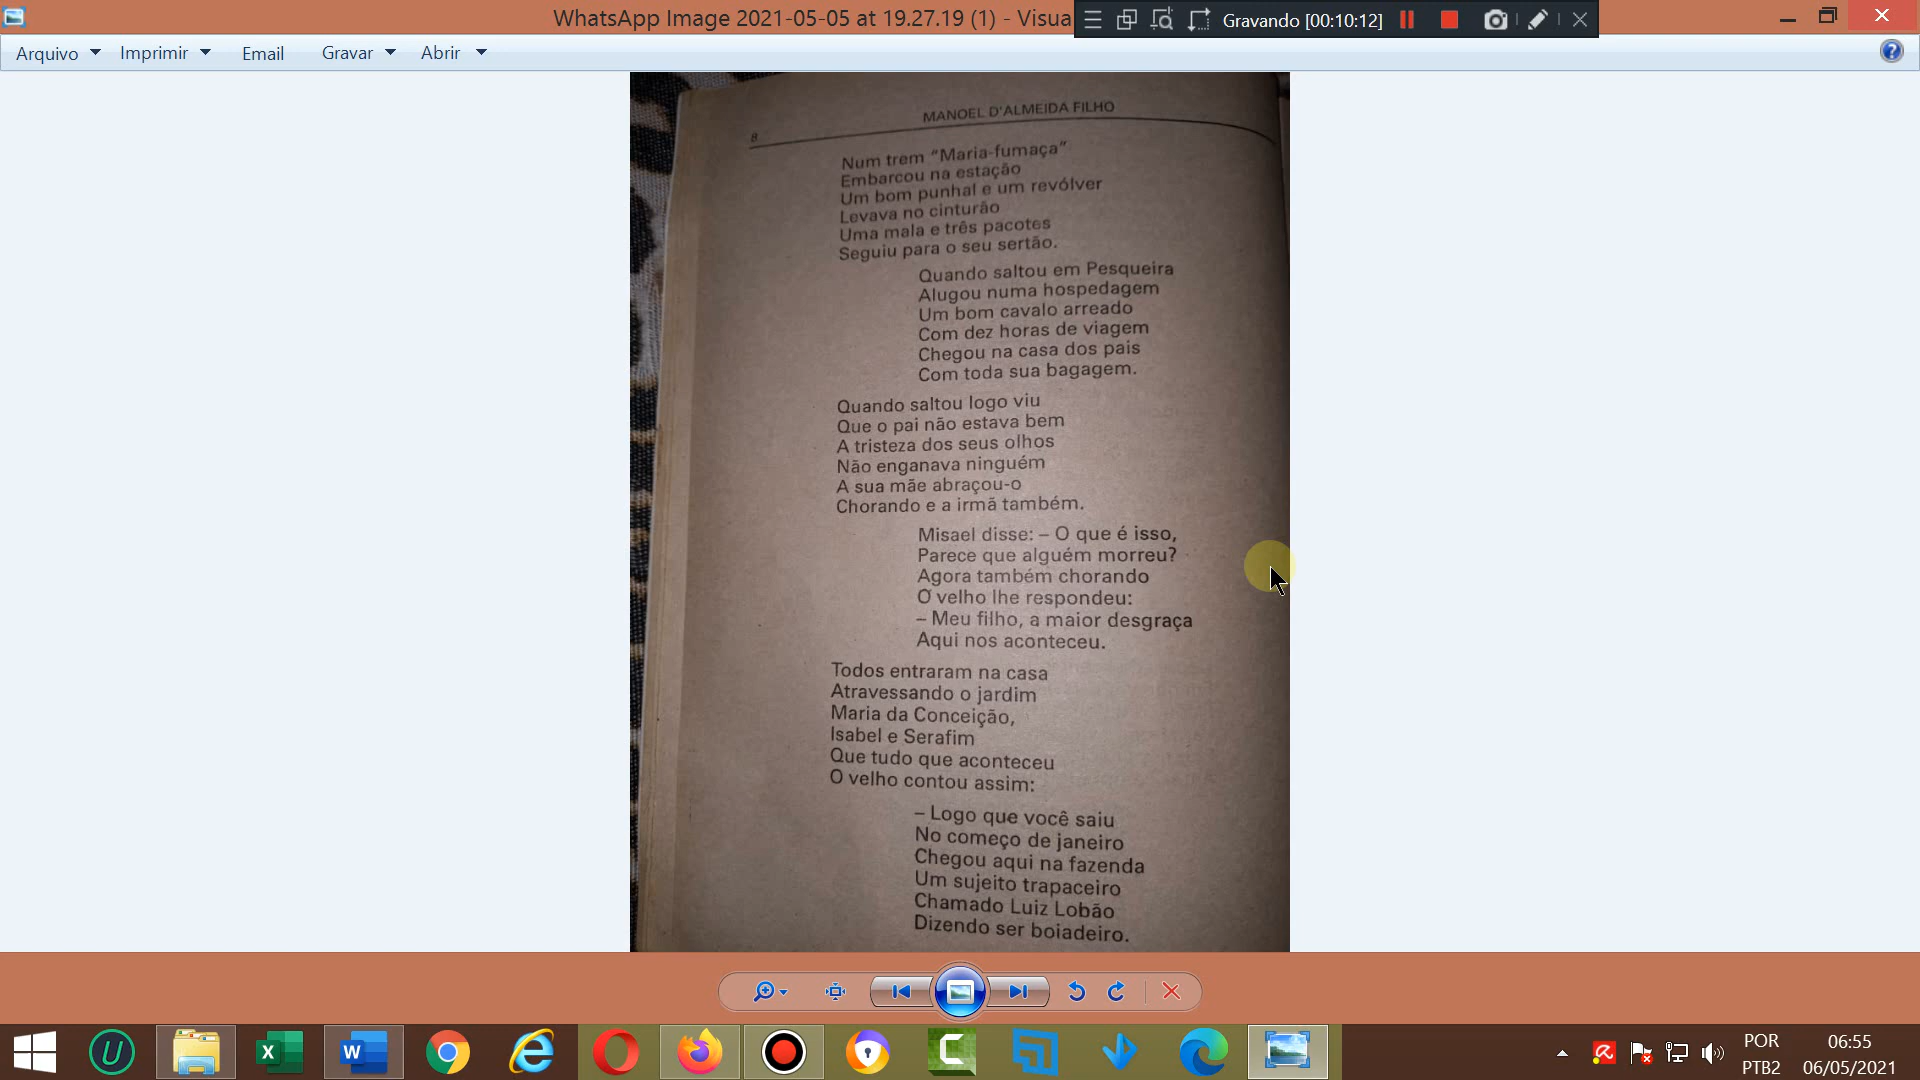 WhatsApp Image 2021-05-05 at 19.27.19 (1) - Visua
Gravando [00:10:12]
Arquivo
Imprimir
Email
Gravar
Abrir
MANOEL D'ALMEIDA FILHO
8
Num trem "Maria-fumaça"
Embarcou na estação
Um bom punhal e um revólver
Levava no cinturão
Uma mala e três pacotes
Seguiu para o seu sertão.
Quando saltou em Pesqueira
Alugou numa hospedagem
Um bom cavalo arreado
Com dez horas de viagem
Chegou na casa dos pais
Com toda sua bagagem.
Quando saltou logo viu
Que o pai não estava bem
A tristeza dos seus olhos
Não enganava ninguém
A sua mãe abraçou-o
Chorando e a irmã também.
Misael disse: – O que é isso,
Parece que alguém morreu?
Agora também chorando
O velho lhe respondeu:
– Meu filho, a maior desgraça
Aqui nos aconteceu.
Todos entraram na casa
Atravessando o jardim
Maria da Conceição,
Isabel e Serafim
Que tudo que aconteceu
O velho contou assim:
– Logo que você saiu
No começo de janeiro
Chegou aqui na fazenda
Um sujeito trapaceiro
Chamado Luiz Lobão
Dizendo ser boiadeiro.
POR
PTB2
06:55
06/05/2021